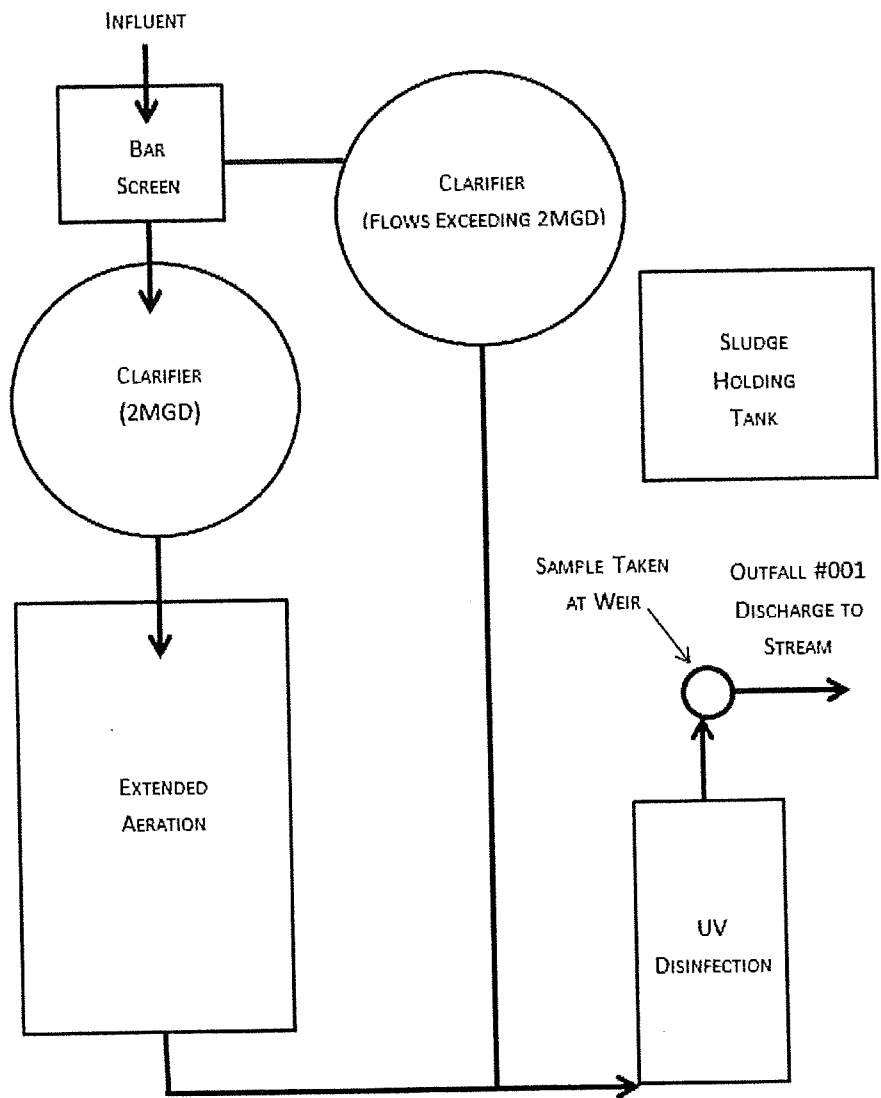 INFLUENT
BAR
SCREEN
CLARIFIER
(FLOWS EXCEEDING 2MGD)
CLARIFIER
(2MGD)
SLUDGE
HOLDING
TANK
SAMPLE TAKEN
AT WEIR
OUTFALL #001
DISCHARGE TO
STREAM
EXTENDED
AERATION
UV
DISINFECTION